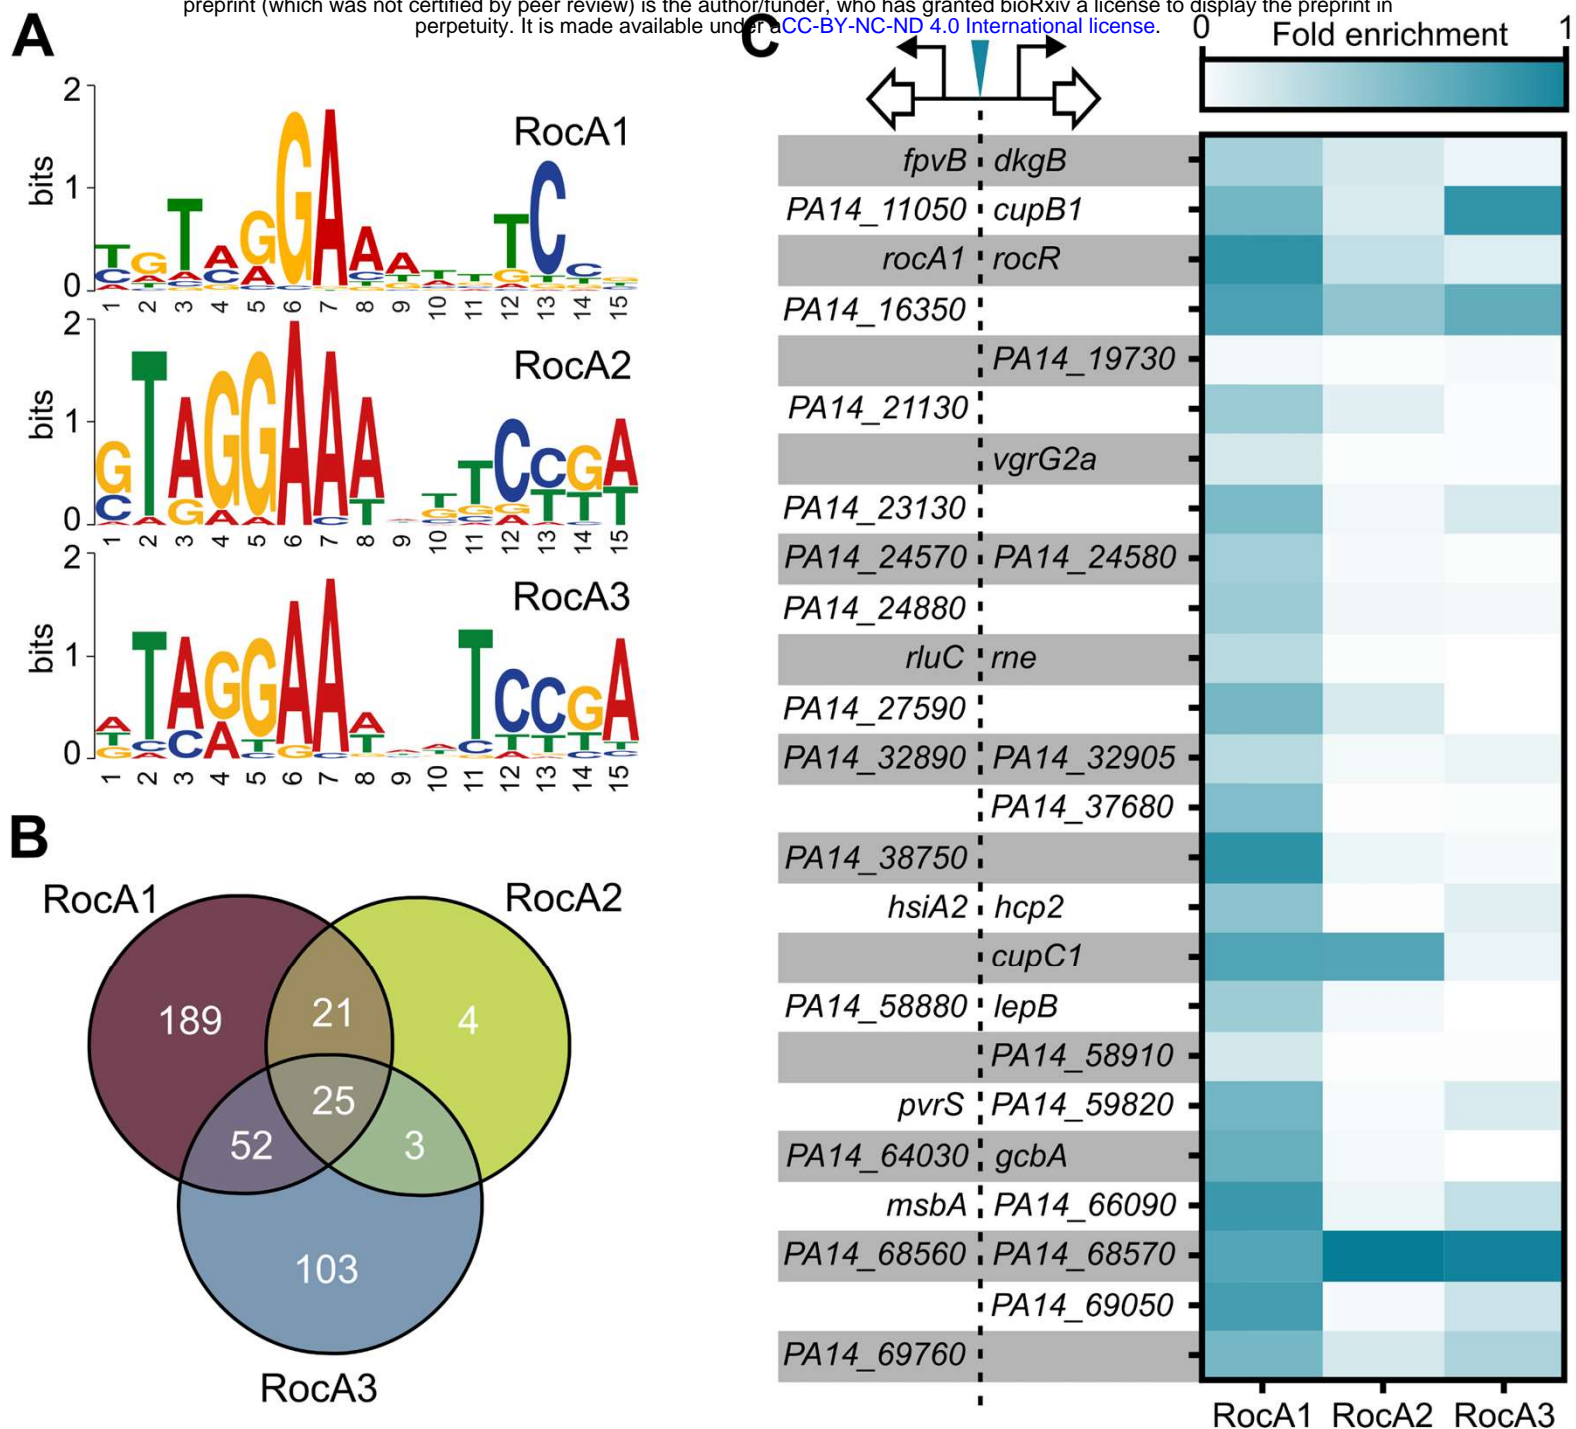 preprint (which was not certified by peer review) is the author/funder, who has granted bioRxiv a license to display the preprint in
perpetuity. It is made available under aCC-BY-NC-ND 4.0 International license.
A
2
bits
1
0
RocA1
1 2 3 4 5 6 7 8 9 10 11 12 13 14 15
2
bits
1
0
RocA2
1 2 3 4 5 6 7 8 9 10 11 12 13 14 15
2
bits
1
0
RocA3
1 2 3 4 5 6 7 8 9 10 11 12 13 14 15
B
RocA1
RocA2
189
21
4
25
52
3
103
RocA3
C
0 Fold enrichment 1
fpvB dkgB
PA14_11050 cupB1
rocA1 rocR
PA14_16350
PA14_19730
PA14_21130
vgrG2a
PA14_23130
PA14_24570 PA14_24580
PA14_24880
rluC rne
PA14_27590
PA14_32890 PA14_32905
PA14_37680
PA14_38750
hsiA2 hcp2
cupC1
PA14_58880 lepB
PA14_58910
pvrS PA14_59820
PA14_64030 gcbA
msbA PA14_66090
PA14_68560 PA14_68570
PA14_69050
PA14_69760
RocA1 RocA2 RocA3